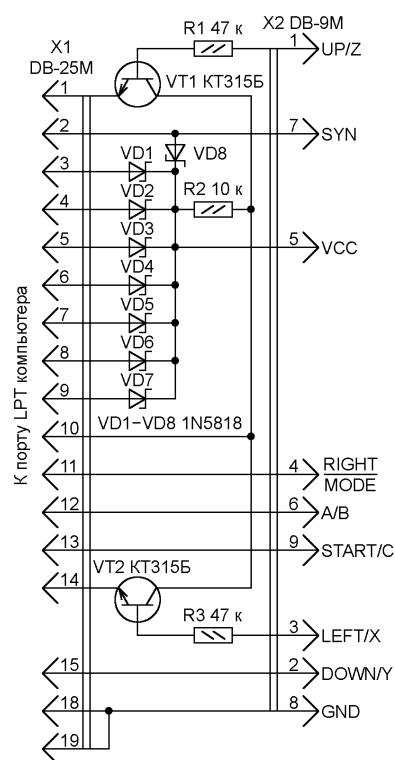 R1 47 к
X2 DB-9M
X1
DB-25M
1
UP/Z
VT1 КТ315Б
1
2
7
SYN
VD1
VD8
3
VD2
R2 10 к
4
VD3
5
5
VCC
VD4
6
VD5
7
VD6
8
VD7
9
VD1–VD8 1N5818
10
К порту LPT компьютера
11
4
RIGHT
MODE
12
6
A/B
13
9
START/C
VT2 КТ315Б
14
R3 47 к
3
LEFT/X
15
2
DOWN/Y
18
8
GND
19